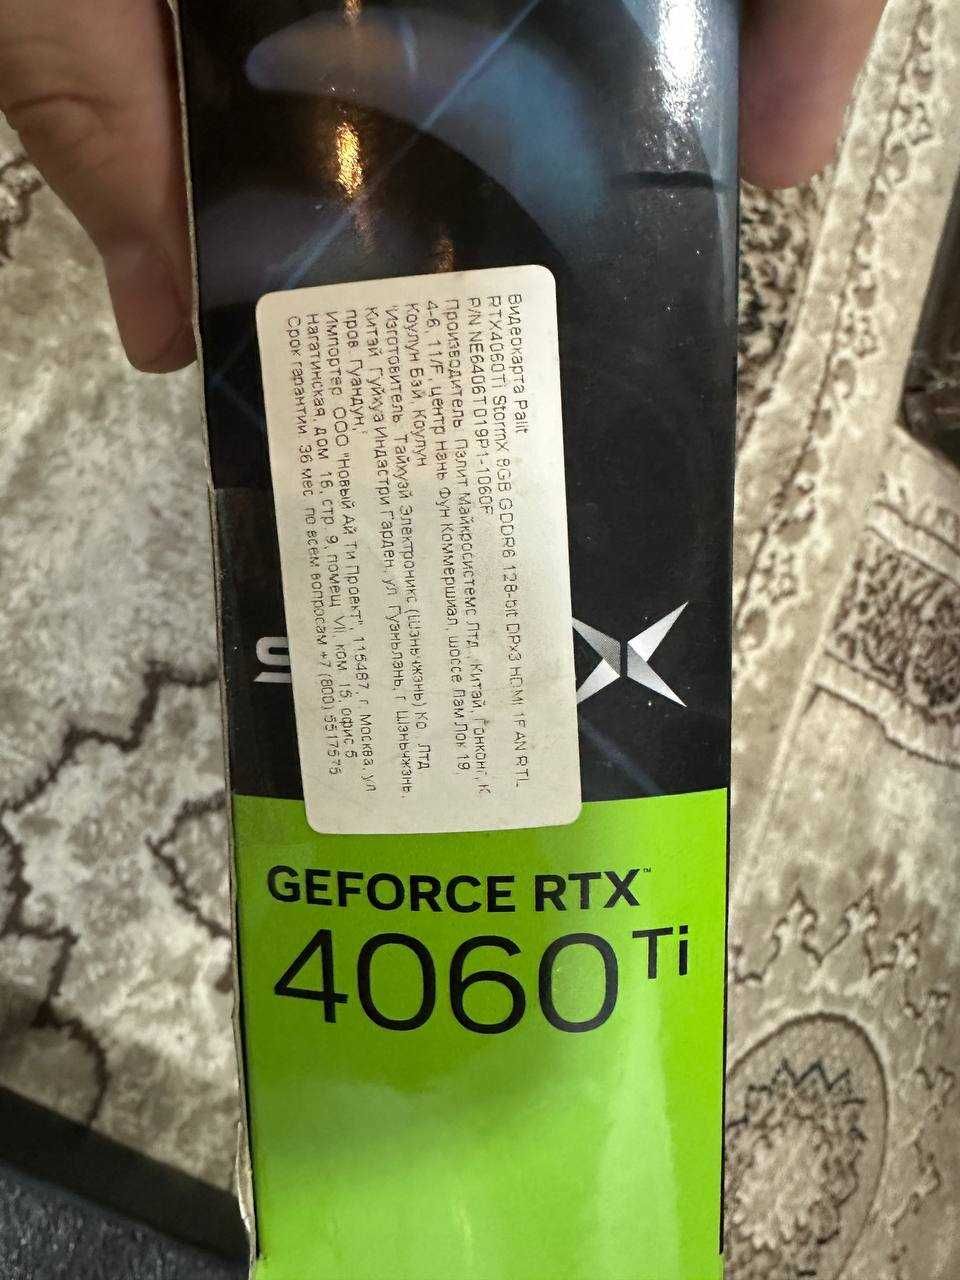 Видеокарта Palit
RTX4060Ti StormX 8GB GDDR6 128-bit DPx3 HDMI 1FAN RTL
P/N NE6406T019P1-1060F
Производитель: Пэлит Майкросистемс Лтд., Китай, Гонконг, К
4-6, 11F, центр Нань Фун Коммершиал, шоссе Лам Лок 19,
Коулун Бэй, Коулун
Изготовитель: Тайхуэй Электроникс (Шэньчжэнь) Ко., ЛТД
Китай, Гуйхуа Индастри Гарден, ул. Гуаньлань, г. Шэньчжэнь,
пров. Гуандун,
Импортер: ООО "Новый Ай Ти Проект", 115487, г. Москва, ул
Нагатинская, дом 16, стр. 9, помещ. VII, ком. 15, офис 5
Срок гарантии: 36 мес. по всем вопросам +7 (800) 5517575
S X
GEFORCE RTX™
4060 Ti